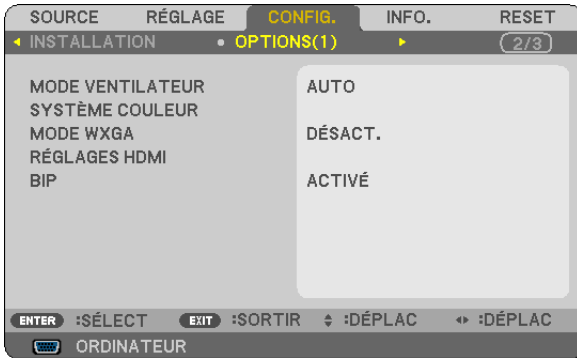 SOURCE RÉGLAGE CONFIG. INFO. RESET
INSTALLATION • OPTIONS(1) 2/3
MODE VENTILATEUR AUTO
SYSTÈME COULEUR
MODE WXGA DÉSACT.
RÉGLAGES HDMI
BIP ACTIVÉ
ENTER :SÉLECT EXIT :SORTIR :DÉPLAC :DÉPLAC
ORDINATEUR